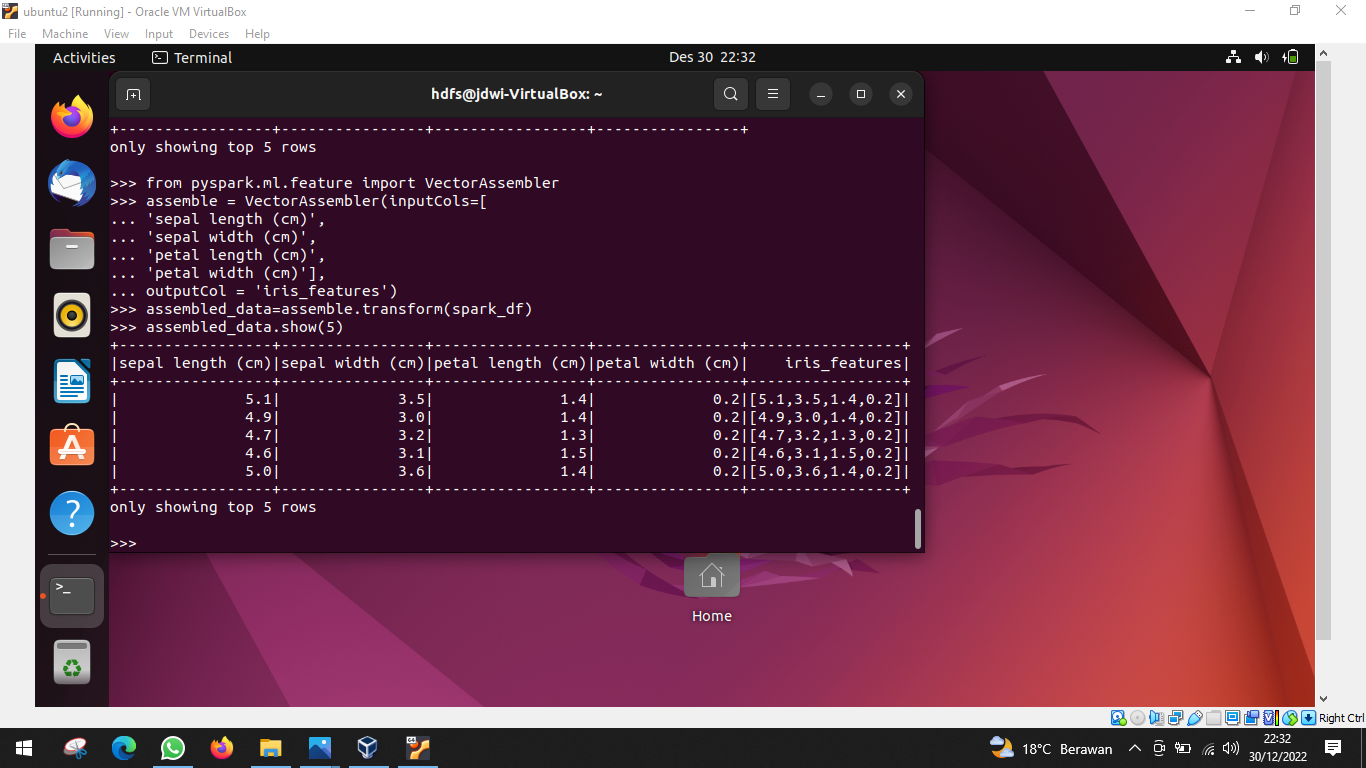 ubuntu2 [Running] - Oracle VM VirtualBox
File Machine View Input Devices Help
Activities Terminal Des 30 22:32
hdfs@jdwi-VirtualBox: ~
+-----------------+----------------+-----------------+----------------+
only showing top 5 rows
>>> from pyspark.ml.feature import VectorAssembler
>>> assemble = VectorAssembler(inputCols=[
... 'sepal length (cm)',
... 'sepal width (cm)',
... 'petal length (cm)',
... 'petal width (cm)'],
... outputCol = 'iris_features')
>>> assembled_data=assemble.transform(spark_df)
>>> assembled_data.show(5)
+-----------------+----------------+-----------------+----------------+-----------------+
|sepal length (cm)|sepal width (cm)|petal length (cm)|petal width (cm)|    iris_features|
+-----------------+----------------+-----------------+----------------+-----------------+
|              5.1|             3.5|              1.4|             0.2|[5.1,3.5,1.4,0.2]|
|              4.9|             3.0|              1.4|             0.2|[4.9,3.0,1.4,0.2]|
|              4.7|             3.2|              1.3|             0.2|[4.7,3.2,1.3,0.2]|
|              4.6|             3.1|              1.5|             0.2|[4.6,3.1,1.5,0.2]|
|              5.0|             3.6|              1.4|             0.2|[5.0,3.6,1.4,0.2]|
+-----------------+----------------+-----------------+----------------+-----------------+
only showing top 5 rows
>>>
Home
Right Ctrl
64
18°C Berawan
22:32
30/12/2022